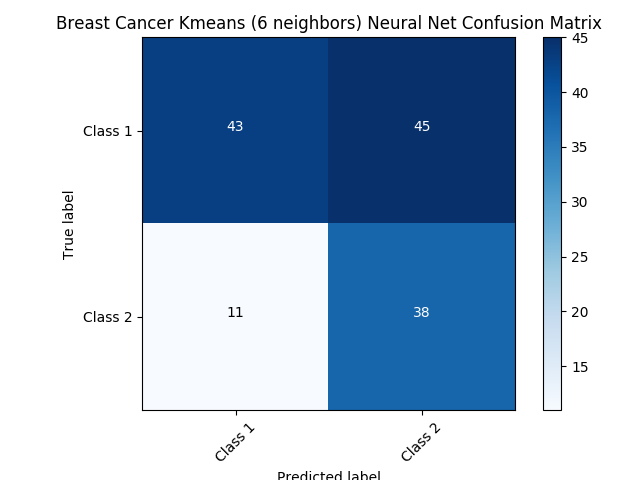 Breast Cancer Kmeans (6 neighbors) Neural Net Confusion Matrix
45
40
35
30
25
20
15
True label
Class 1
43
45
Class 2
11
38
Class 1
Class 2
Predicted label